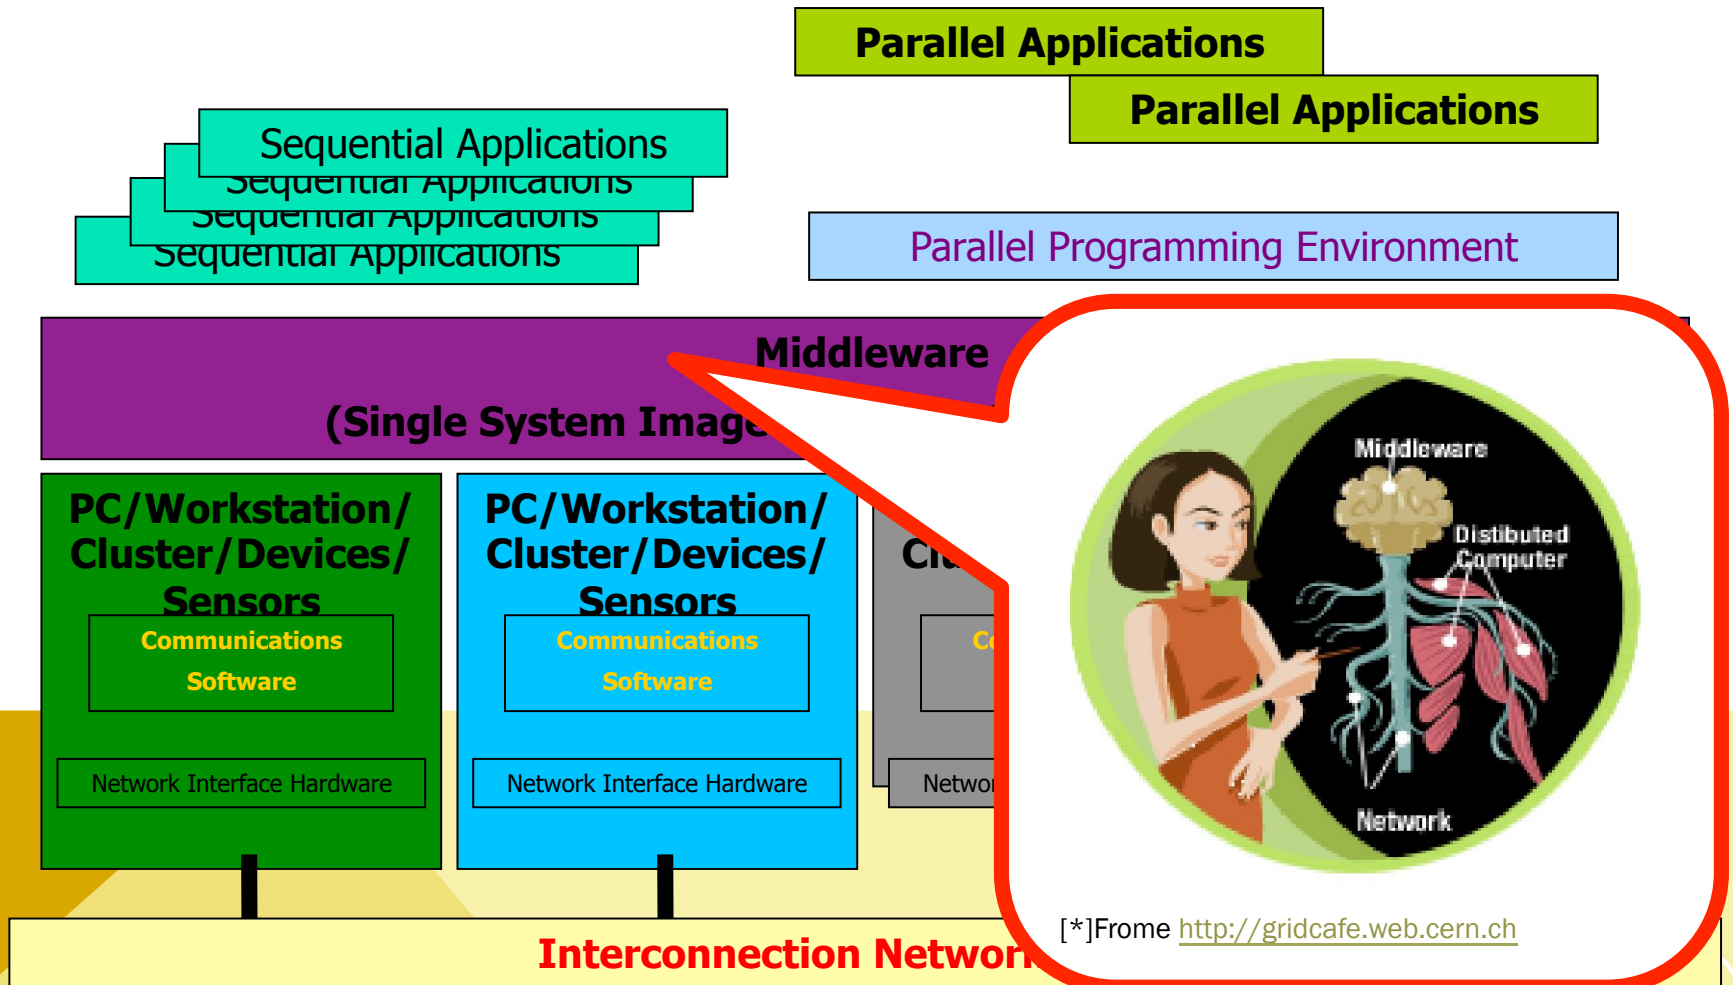 Parallel Applications
Parallel Applications
Sequential Applications
Sequential Applications
Sequential Applications
Sequential Applications
Parallel Programming Environment
Middleware
(Single System Image
PC/Workstation/
Cluster/Devices/
Sensors
Communications
Software
Network Interface Hardware
PC/Workstation/
Cluster/Devices/
Sensors
Communications
Software
Network Interface Hardware
Middleware
Distibuted
Computer
Network
[*]Frome http://gridcafe.web.cern.ch
Interconnection